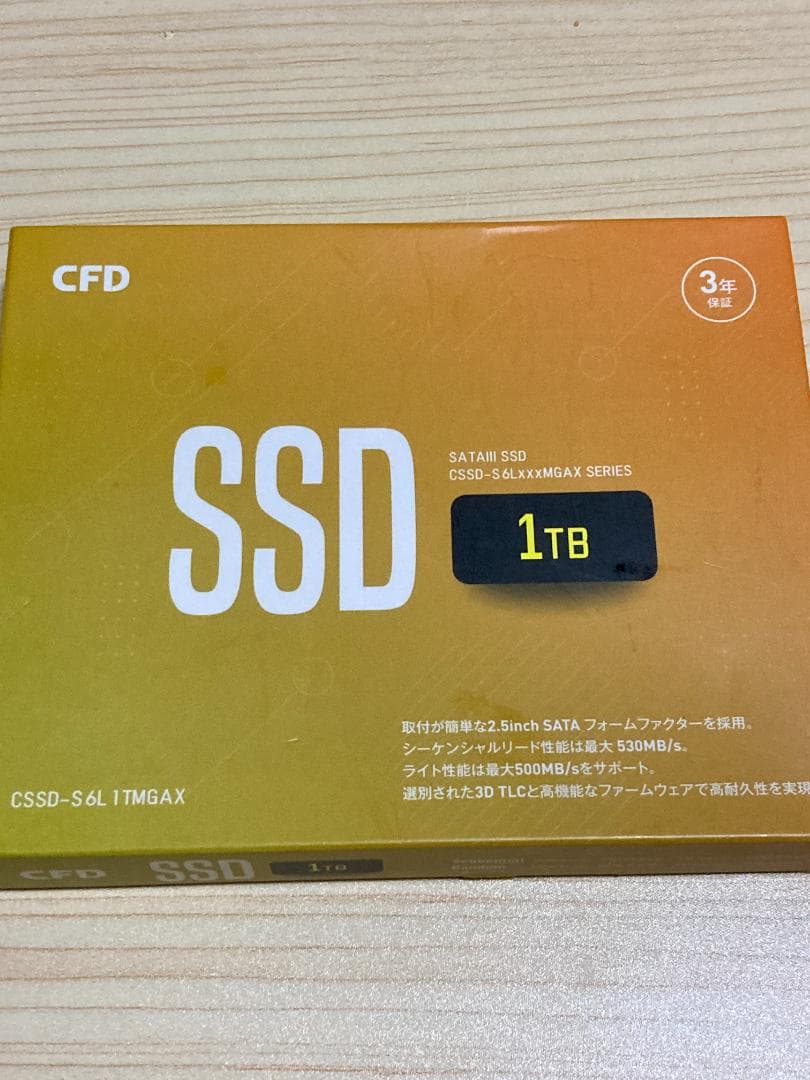 CFD
3年
保証
SSD
SATAIII SSD
CSSD-S6LxxxMGAX SERIES
1TB
取付が簡単な2.5inch SATA フォームファクターを採用。
シーケンシャルリード性能は最大 530MB/s。
ライト性能は最大500MB/sをサポート。
選別された3D TLCと高機能なファームウェアで高耐久性を実現
CSSD-S6L1TMGAX
CFD SSD 1TB